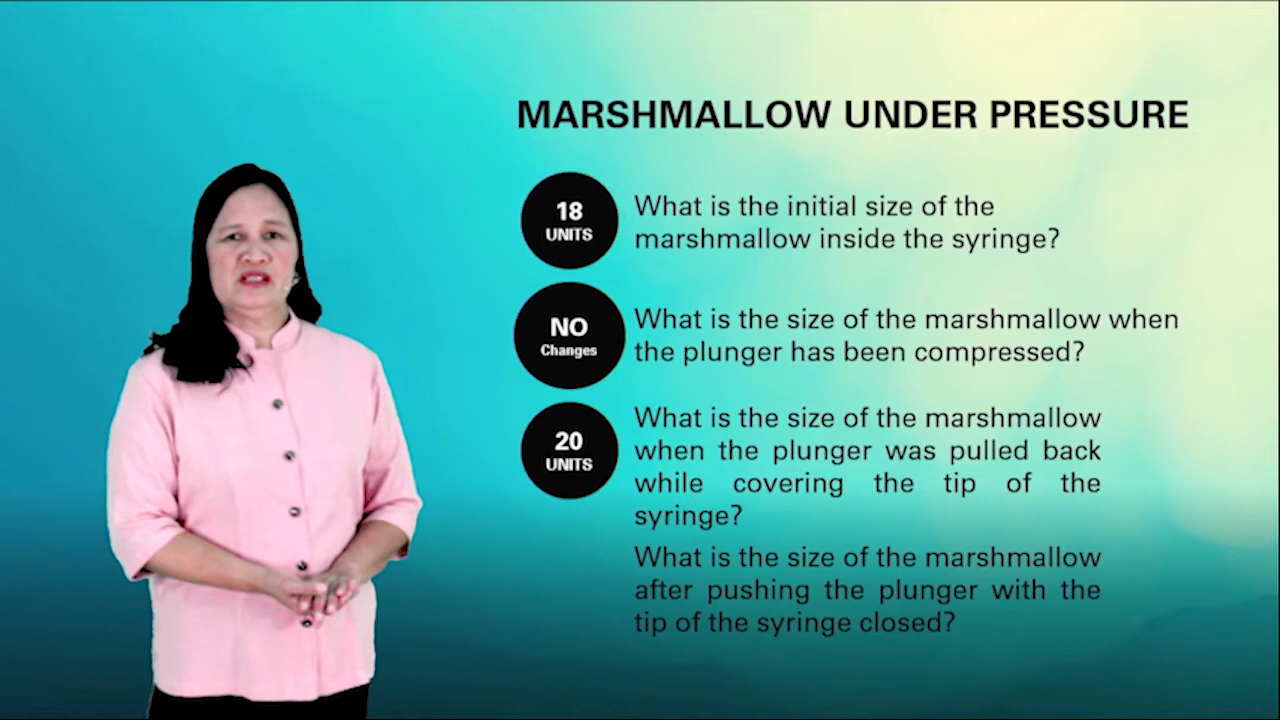 MARSHMALLOW UNDER PRESSURE
18
UNITS
What is the initial size of the
marshmallow inside the syringe?
NO
Changes
What is the size of the marshmallow when
the plunger has been compressed?
20
UNITS
What is the size of the marshmallow
when the plunger was pulled back
while covering the tip of the
syringe?
What is the size of the marshmallow
after pushing the plunger with the
tip of the syringe closed?